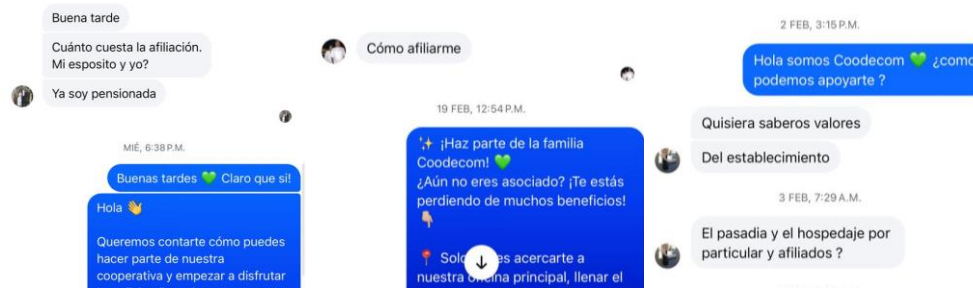 Buena tarde
Cuánto cuesta la afiliación.
Mi esposito y yo?
Ya soy pensionada
MIÉ, 6:38 P.M.
Buenas tardes 💚 Claro que si!
Hola 👋
Queremos contarte cómo puedes
hacer parte de nuestra
cooperativa y empezar a disfrutar
Cómo afiliarme
19 FEB, 12:54 P.M.
✨ ¡Haz parte de la familia
Coodecom! 💚
¿Aún no eres asociado? ¡Te estás
perdiendo de muchos beneficios!
👇🏼
📍 acercarte a
nuestra principal, llenar el
2 FEB, 3:15 P.M.
Hola somos Coodecom 💚 ¿como
podemos apoyarte ?
Quisiera saberos valores
Del establecimiento
3 FEB, 7:29 A.M.
El pasadia y el hospedaje por
particular y afiliados ?